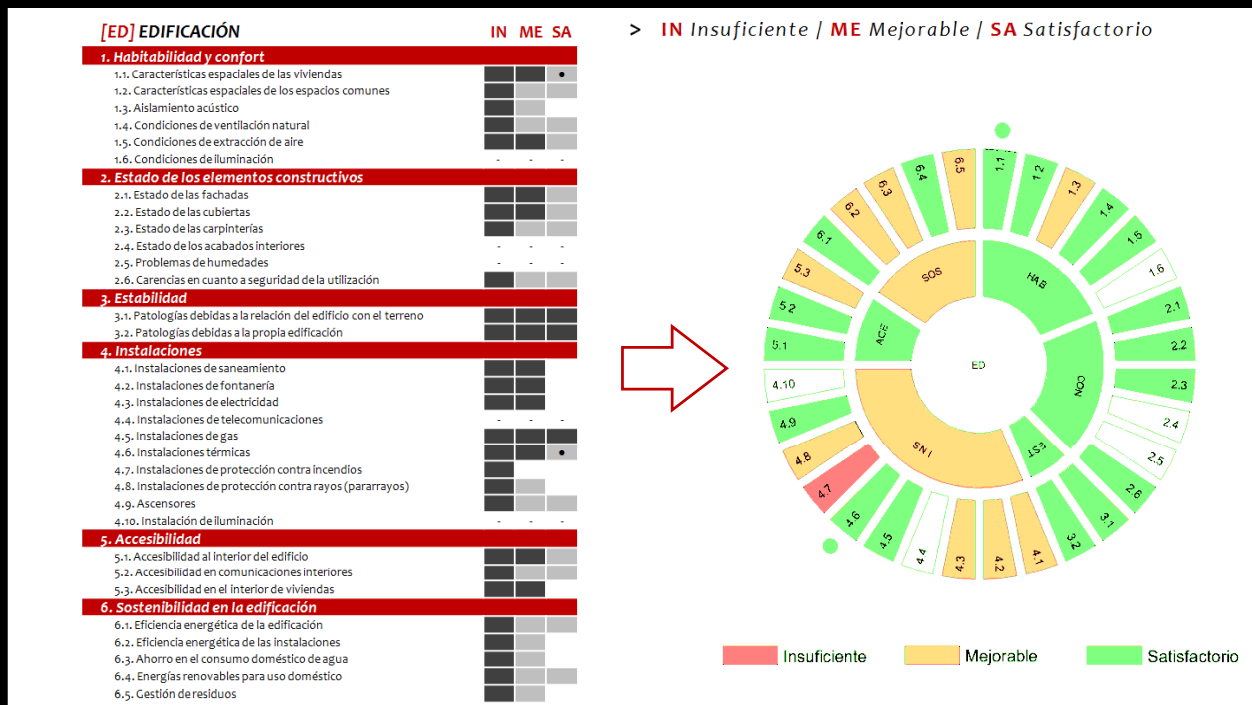 [ED] EDIFICACIÓN IN ME SA
1. Habitabilidad y confort
1.1. Características espaciales de las viviendas
1.2. Características espaciales de los espacios comunes
1.3. Aislamiento acústico
1.4. Condiciones de ventilación natural
1.5. Condiciones de extracción de aire
1.6. Condiciones de iluminación - - -
2. Estado de los elementos constructivos
2.1. Estado de las fachadas
2.2. Estado de las cubiertas
2.3. Estado de las carpinterías
2.4. Estado de los acabados interiores - - -
2.5. Problemas de humedades - - -
2.6. Carencias en cuanto a seguridad de la utilización
3. Estabilidad
3.1. Patologías debidas a la relación del edificio con el terreno
3.2. Patologías debidas a la propia edificación
4. Instalaciones
4.1. Instalaciones de saneamiento
4.2. Instalaciones de fontanería
4.3. Instalaciones de electricidad
4.4. Instalaciones de telecomunicaciones - - -
4.5. Instalaciones de gas
4.6. Instalaciones térmicas
4.7. Instalaciones de protección contra incendios
4.8. Instalaciones de protección contra rayos (pararrayos)
4.9. Ascensores
4.10. Instalación de iluminación - - -
5. Accesibilidad
5.1. Accesibilidad al interior del edificio
5.2. Accesibilidad en comunicaciones interiores
5.3. Accesibilidad en el interior de viviendas
6. Sostenibilidad en la edificación
6.1. Eficiencia energética de la edificación
6.2. Eficiencia energética de las instalaciones
6.3. Ahorro en el consumo doméstico de agua
6.4. Energías renovables para uso doméstico
6.5. Gestión de residuos
> IN Insuficiente / ME Mejorable / SA Satisfactorio
1.1
1.2
1.3
1.4
1.5
1.6
2.1
2.2
2.3
2.4
2.5
2.6
3.1
3.2
4.1
4.2
4.3
4.4
4.5
4.6
4.7
4.8
4.9
4.10
5.1
5.2
5.3
6.1
6.2
6.3
6.4
6.5
HAB
CON
EST
INS
ACE
SOS
ED
Insuficiente
Mejorable
Satisfactorio